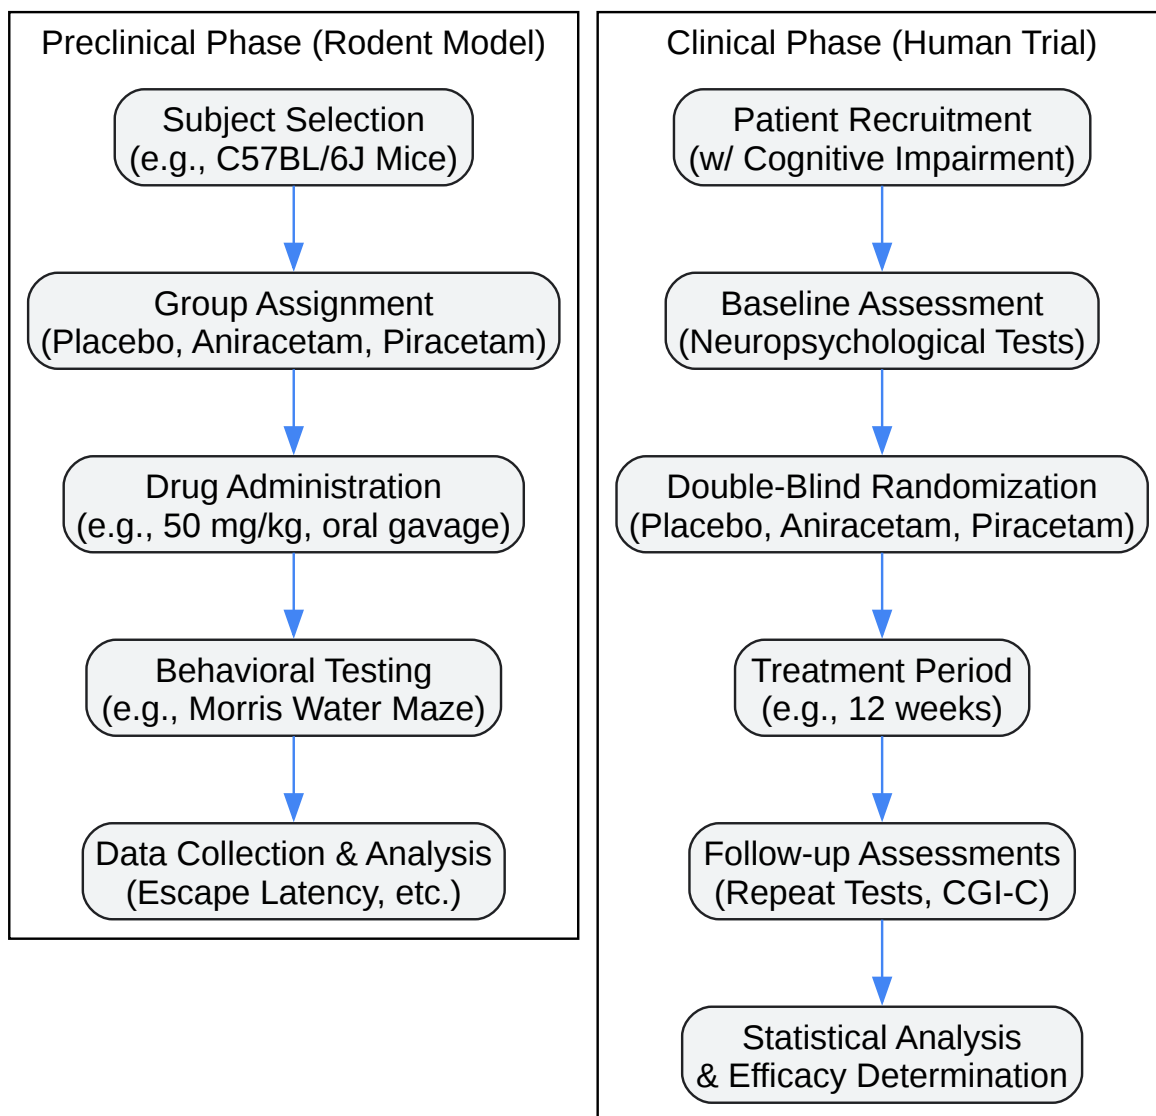 Preclinical Phase (Rodent Model)
Subject Selection
(e.g., C57BL/6J Mice)
Group Assignment
(Placebo, Aniracetam, Piracetam)
Drug Administration
(e.g., 50 mg/kg, oral gavage)
Behavioral Testing
(e.g., Morris Water Maze)
Data Collection & Analysis
(Escape Latency, etc.)
Clinical Phase (Human Trial)
Patient Recruitment
(w/ Cognitive Impairment)
Baseline Assessment
(Neuropsychological Tests)
Double-Blind Randomization
(Placebo, Aniracetam, Piracetam)
Treatment Period
(e.g., 12 weeks)
Follow-up Assessments
(Repeat Tests, CGI-C)
Statistical Analysis
& Efficacy Determination